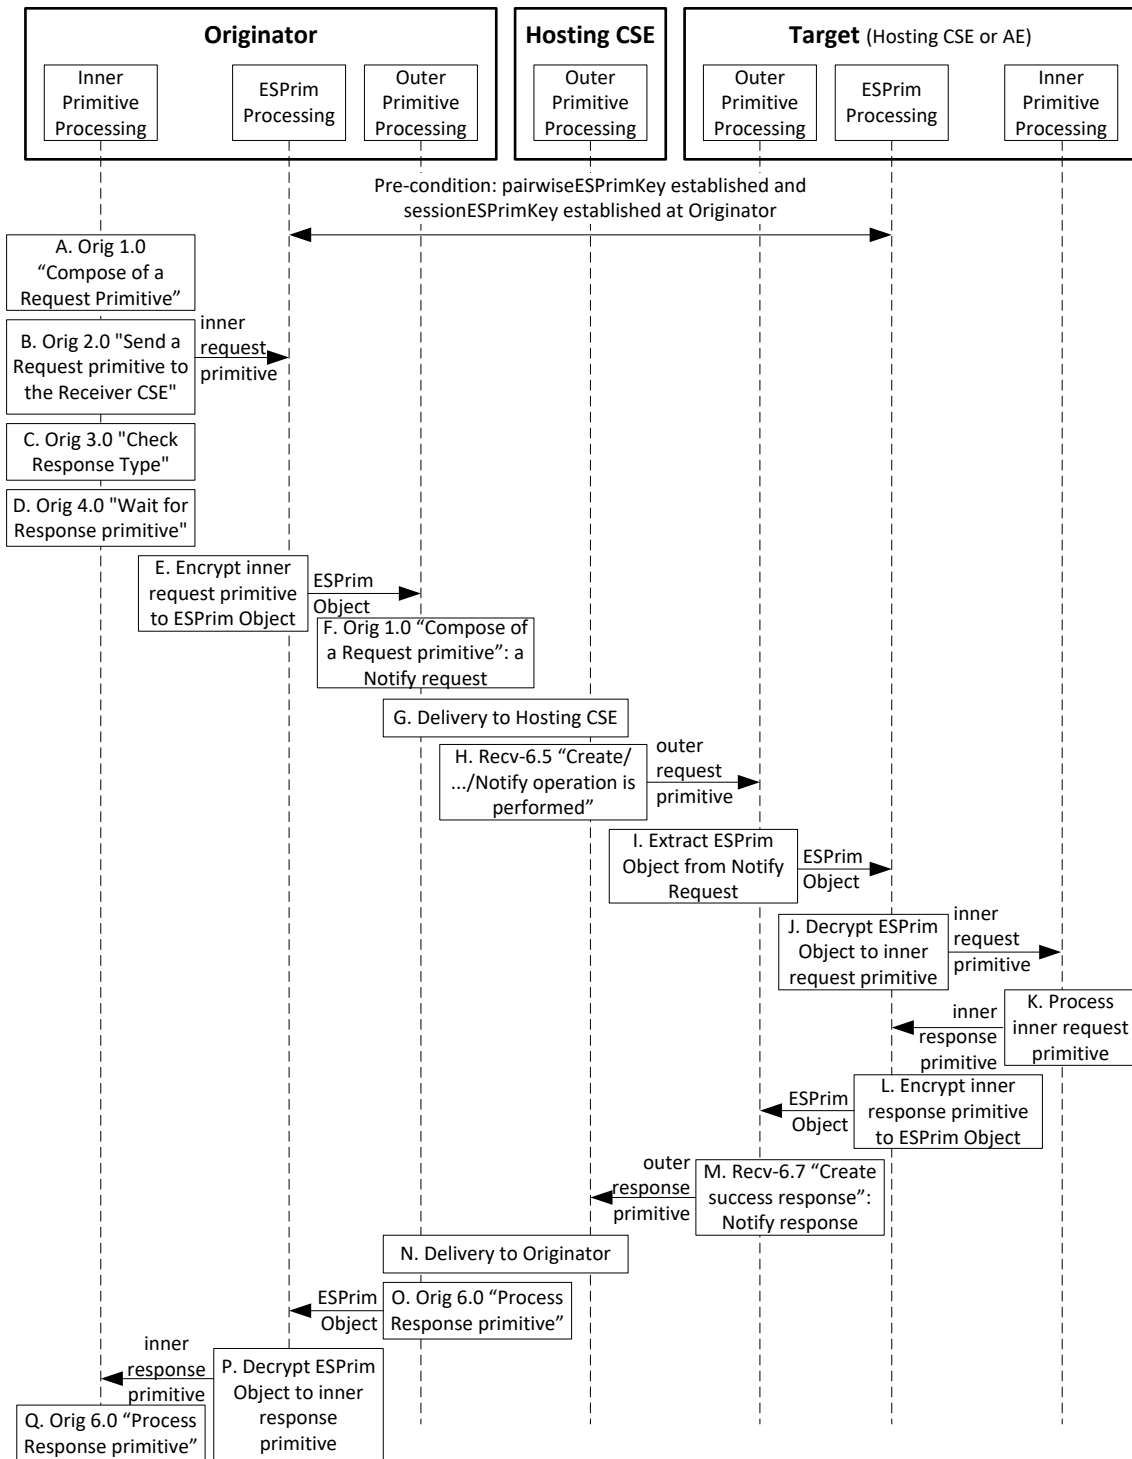 Originator
Hosting CSE
Target (Hosting CSE or AE)
Inner
Primitive
Processing
ESPrim
Processing
Outer
Primitive
Processing
Outer
Primitive
Processing
Outer
Primitive
Processing
ESPrim
Processing
Inner
Primitive
Processing
Pre-condition: pairwiseESPrimKey established and
sessionESPrimKey established at Originator
A. Orig 1.0
“Compose of a
Request Primitive”
B. Orig 2.0 "Send a
Request primitive to
the Receiver CSE"
inner
request
primitive
C. Orig 3.0 "Check
Response Type"
D. Orig 4.0 "Wait for
Response primitive"
E. Encrypt inner
request primitive
to ESPrim Object
ESPrim
Object
F. Orig 1.0 “Compose of
a Request primitive”: a
Notify request
G. Delivery to Hosting CSE
H. Recv-6.5 “Create/
.../Notify operation is
performed”
outer
request
primitive
I. Extract ESPrim
Object from Notify
Request
ESPrim
Object
J. Decrypt ESPrim
Object to inner
request primitive
inner
request
primitive
K. Process
inner request
primitive
inner
response
primitive
L. Encrypt inner
response primitive
to ESPrim Object
ESPrim
Object
M. Recv-6.7 “Create
success response”:
Notify response
outer
response
primitive
N. Delivery to Originator
O. Orig 6.0 “Process
Response primitive”
ESPrim
Object
P. Decrypt ESPrim
Object to inner
response
primitive
inner
response
primitive
Q. Orig 6.0 “Process
Response primitive”